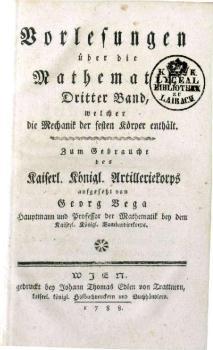 Vorlesungen
über die
Mathemat
Dritter Band,
welcher
die Mechanik der festen Körper enthält.
K K
LYCEAL
BIBLIOTHEK
ZU
LAIBACH
Zum Gebrauche
des
Kaiserl. Königl. Artilleriekorps
aufgesetzt von
Georg Vega
Hauptmann und Professor der Mathematik bey dem
Kaiserl. Königl. Bombardierkorps.
WIEN,
gedruckt bey Johann Thomas Edlen von Trattnern,
kaiserl. königl. Hofbuchdruckern und Buchhändlern.
1788.